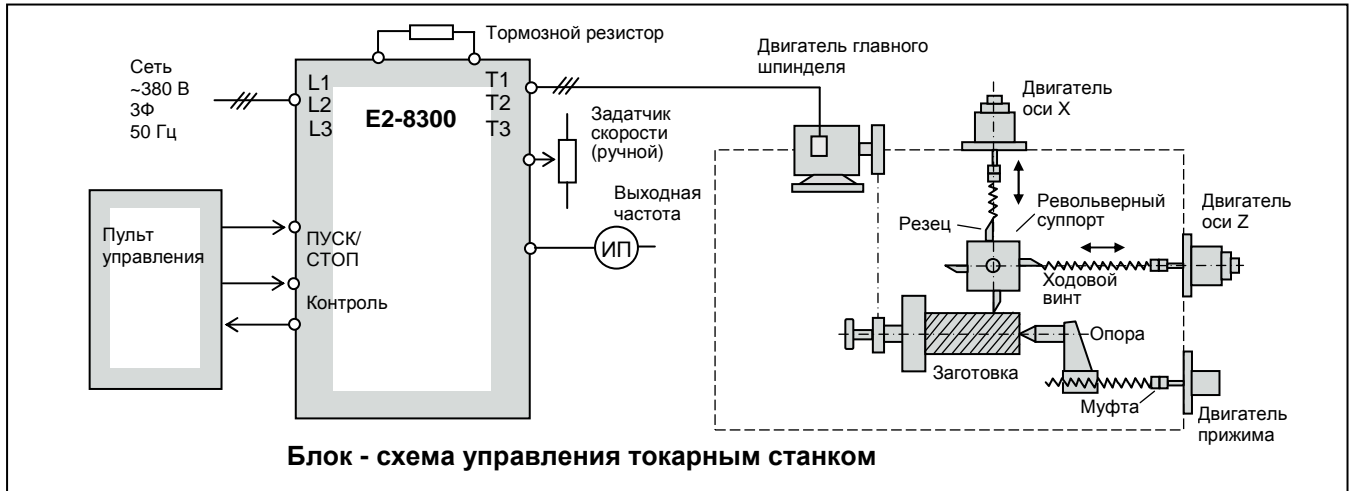 Тормозной резистор
Сеть
~380 В
3Ф
50 Гц
L1
L2
L3
E2-8300
T1
T2
T3
Задатчик
скорости
(ручной)
Выходная
частота
ИП
Пульт
управления
ПУСК/
СТОП
Контроль
Двигатель главного
шпинделя
Двигатель
оси X
Резец
Револьверный
суппорт
Двигатель
оси Z
Ходовой
винт
Опора
Заготовка
Муфта
Двигатель
прижима
Блок - схема управления токарным станком